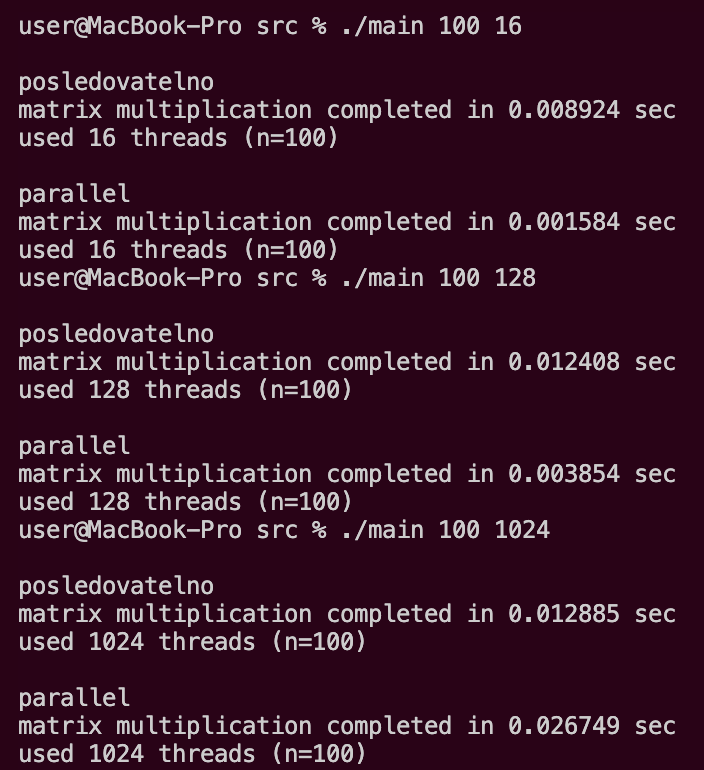 user@MacBook-Pro src % ./main 100 16
posledovatelno
matrix multiplication completed in 0.008924 sec
used 16 threads (n=100)
parallel
matrix multiplication completed in 0.001584 sec
used 16 threads (n=100)
user@MacBook-Pro src % ./main 100 128
posledovatelno
matrix multiplication completed in 0.012408 sec
used 128 threads (n=100)
parallel
matrix multiplication completed in 0.003854 sec
used 128 threads (n=100)
user@MacBook-Pro src % ./main 100 1024
posledovatelno
matrix multiplication completed in 0.012885 sec
used 1024 threads (n=100)
parallel
matrix multiplication completed in 0.026749 sec
used 1024 threads (n=100)